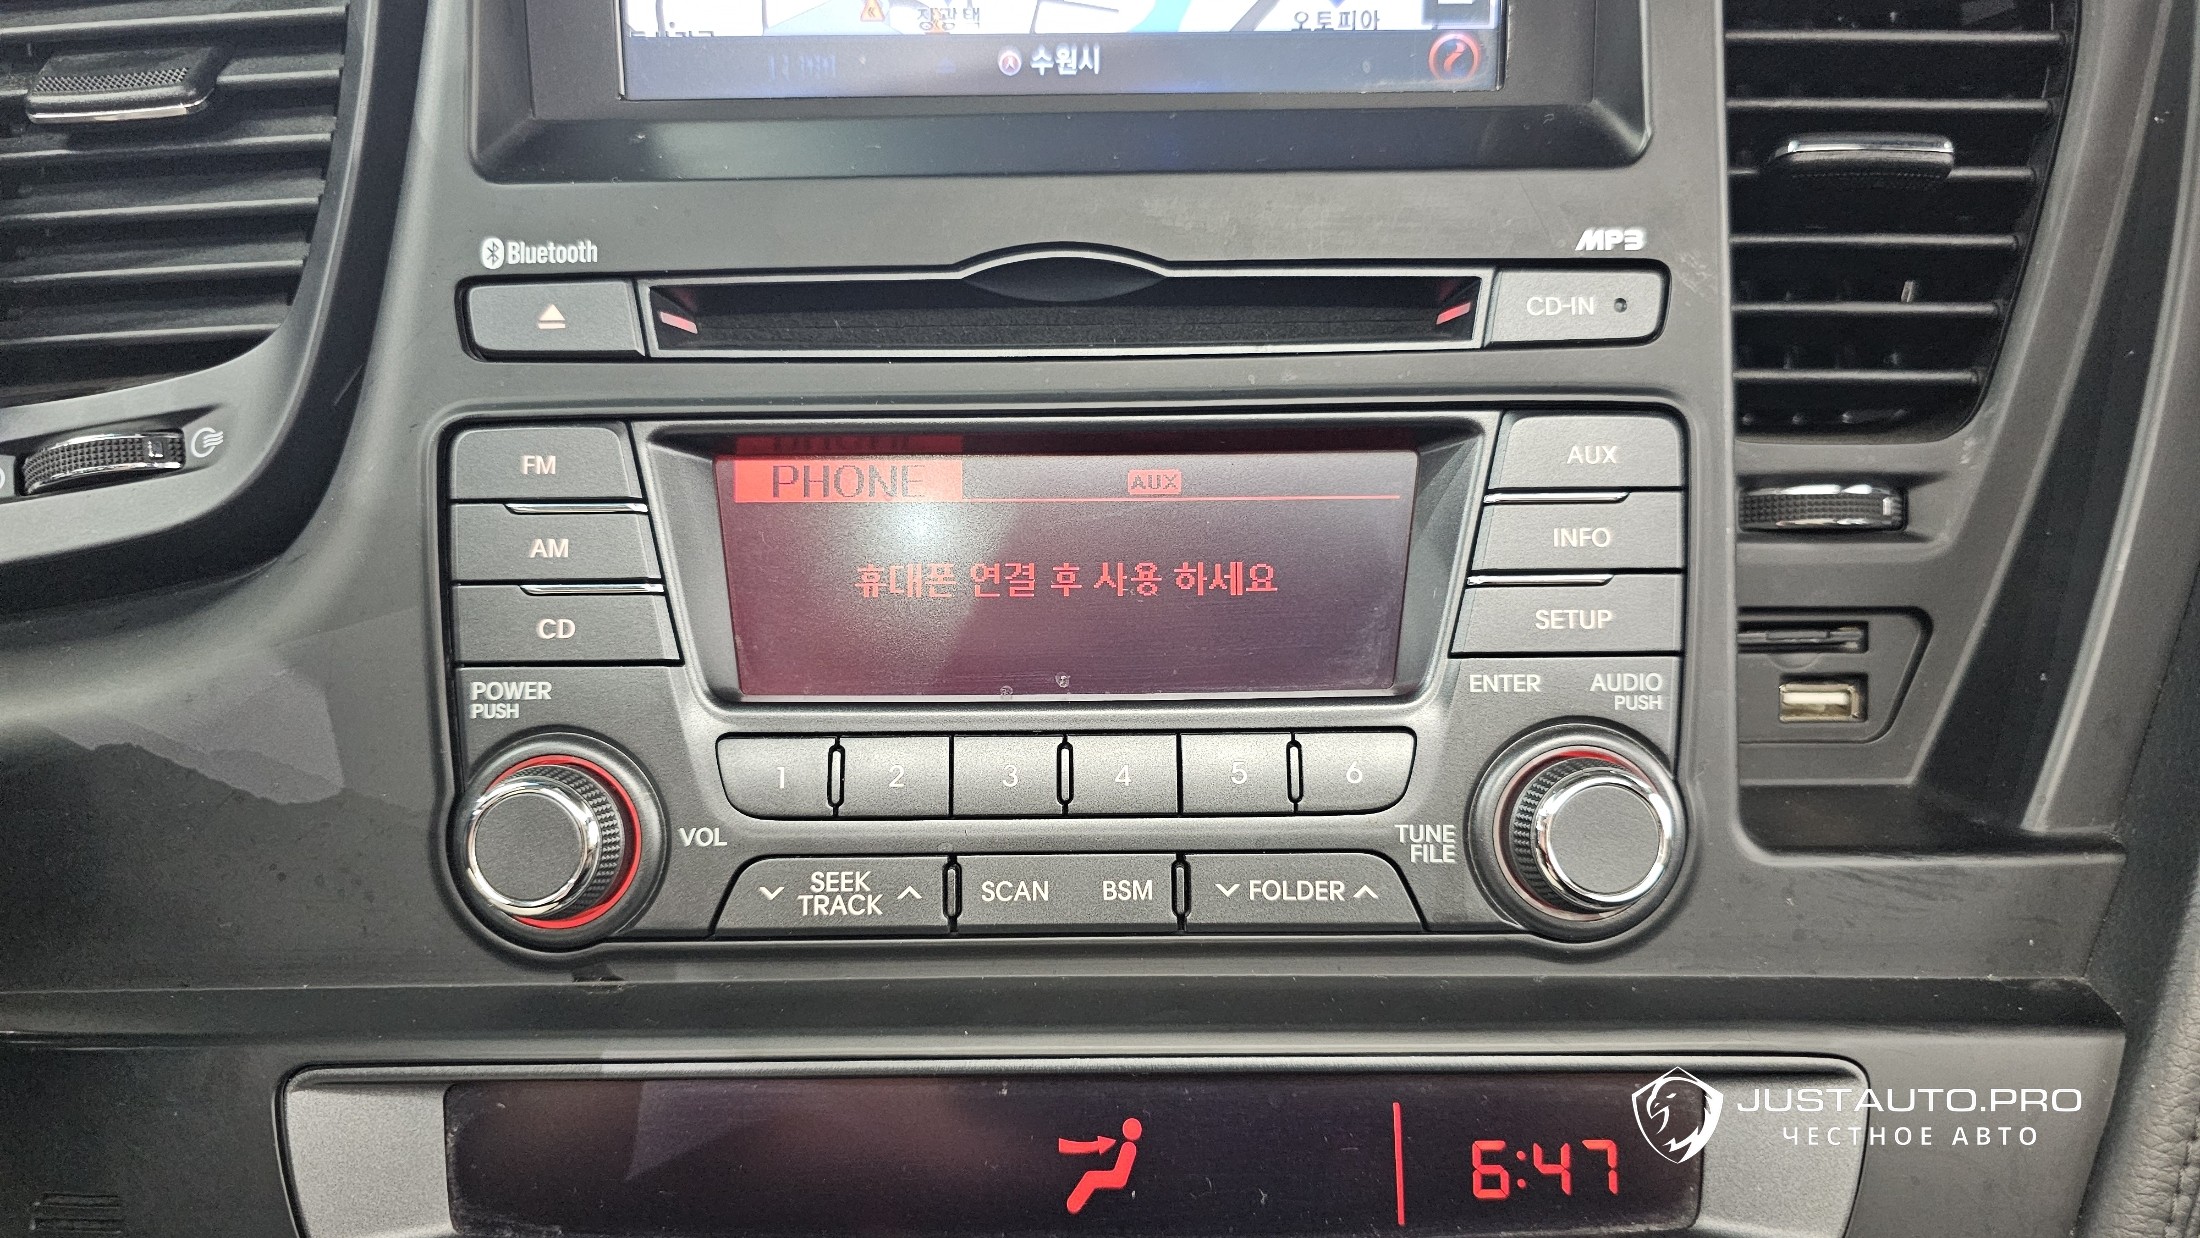 오토피아
수원시
Bluetooth
MP3
CD-IN
FM
AM
CD
PHONE
AUX
휴대폰 연결 후 사용 하세요
AUX
INFO
SETUP
POWER
PUSH
ENTER
AUDIO
PUSH
1 2 3 4 5 6
VOL
TUNE
FILE
SEEK
TRACK
SCAN
BSM
FOLDER
6:47
JUSTAUTO.PRO
ЧЕСТНОЕ АВТО